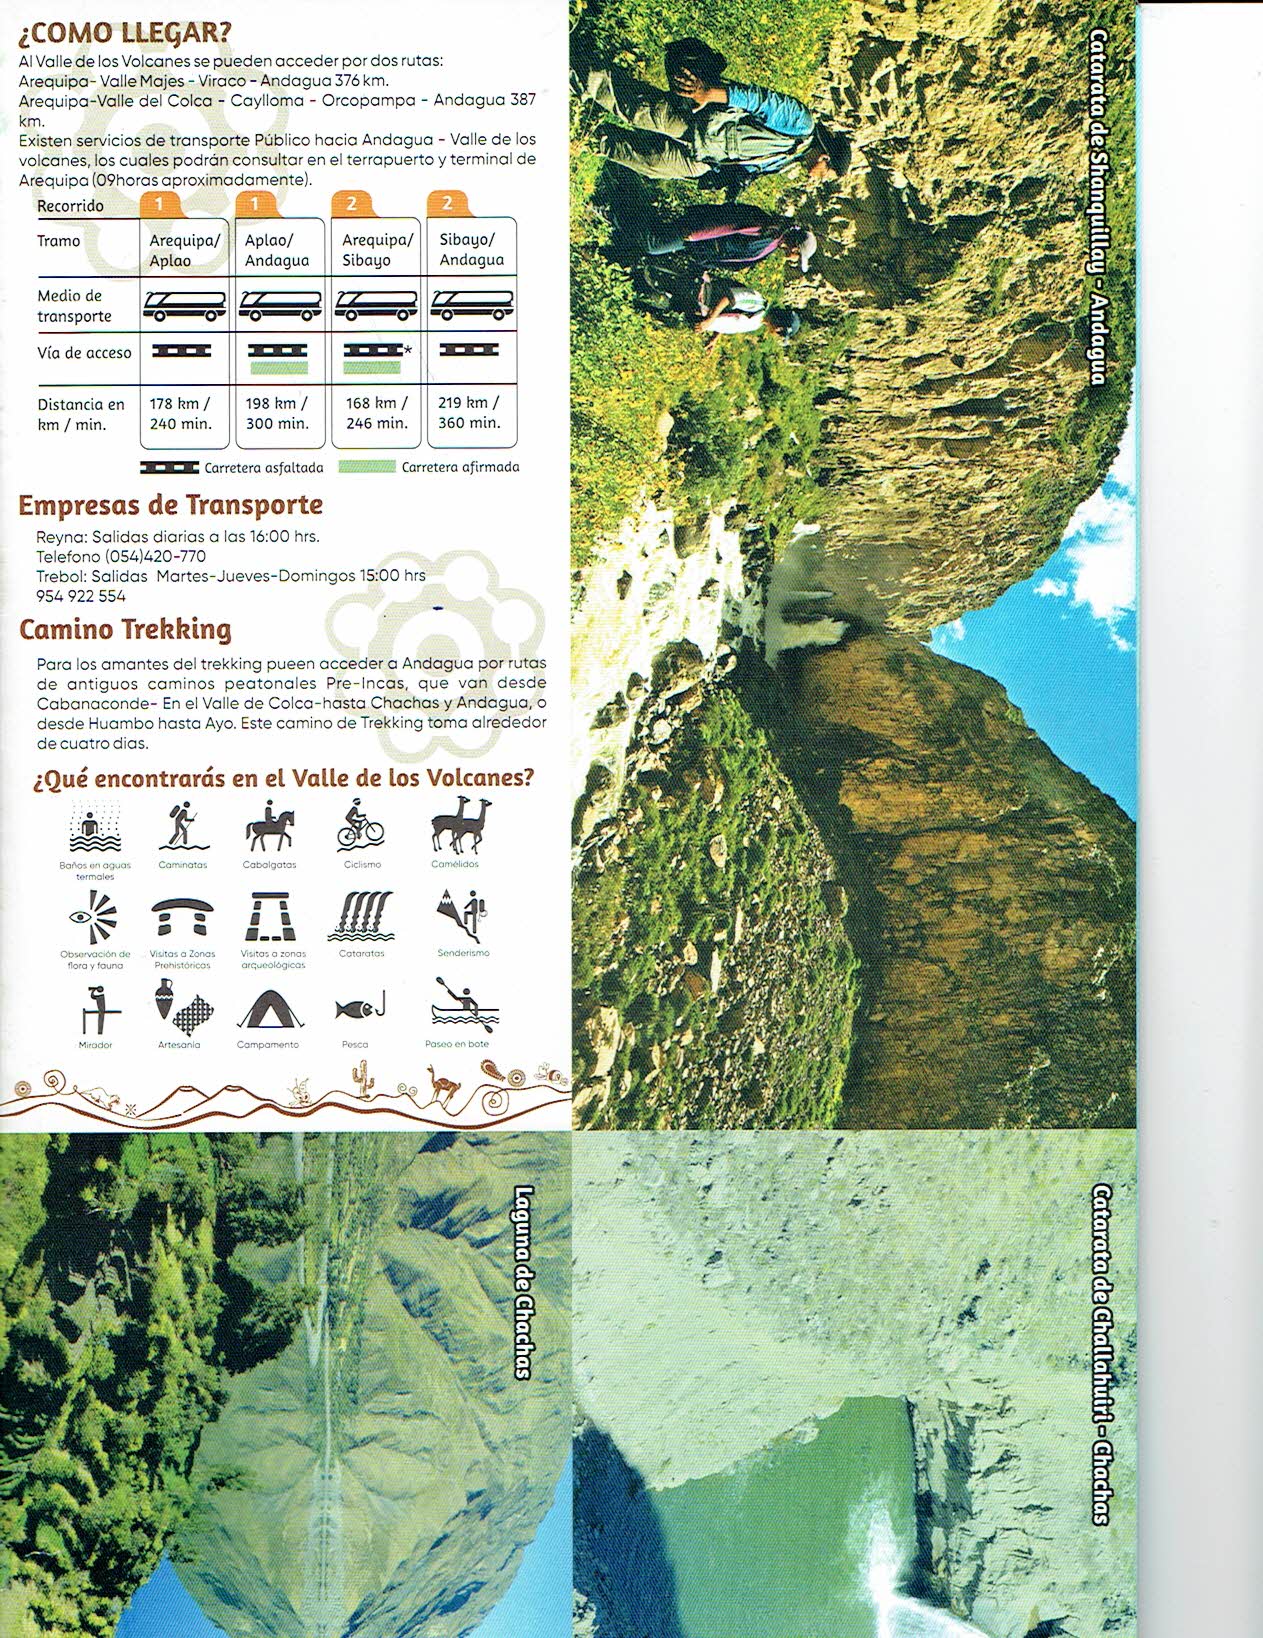 ¿COMO LLEGAR?
Al Valle de los Volcanes se pueden acceder por dos rutas:
Arequipa- Valle Majes - Viraco - Andagua 376 km.
Arequipa-Valle del Colca - Caylloma - Orcopampa - Andagua 387
km.
Existen servicios de transporte Público hacia Andagua - Valle de los
volcanes, los cuales podrán consultar en el terrapuerto y terminal de
Arequipa (09horas aproximadamente).
Recorrido 1 1 2 2
Tramo Arequipa/ Aplao/ Arequipa/ Sibayo/
Aplao Andagua Sibayo Andagua
Medio de
transporte
Vía de acceso *
Distancia en 178 km / 198 km / 168 km / 219 km /
km / min. 240 min. 300 min. 246 min. 360 min.
Carretera asfaltada Carretera afirmada
Empresas de Transporte
Reyna: Salidas diarias a las 16:00 hrs.
Telefono (054)420-770
Trebol: Salidas Martes-Jueves-Domingos 15:00 hrs
954 922 554
Camino Trekking
Para los amantes del trekking pueen acceder a Andagua por rutas
de antiguos caminos peatonales Pre-Incas, que van desde
Cabanaconde- En el Valle de Colca-hasta Chachas y Andagua, o
desde Huambo hasta Ayo. Este camino de Trekking toma alrededor
de cuatro dias.
¿Qué encontrarás en el Valle de los Volcanes?
Baños en aguas Caminatas Cabalgatas Ciclismo Camélidos
termales
Observación de Visitas a Zonas Visitas a zonas Cataratas Senderismo
flora y fauna Prehistóricas arqueológicas
Mirador Artesanía Campamento Pesca Paseo en bote
Catarata de Shanquillay - Andagua
Laguna de Chachas
Catarata de Challahuiri - Chachas